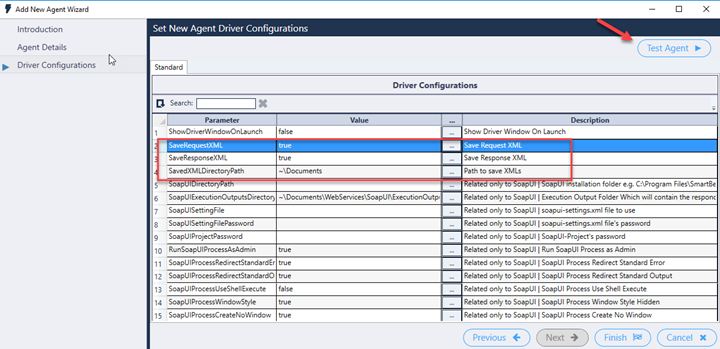 Add New Agent Wizard
Introduction
Agent Details
Driver Configurations
Set New Agent Driver Configurations
Test Agent
Standard
Driver Configurations
Search:
Parameter Value ... Description
1 ShowDriverWindowOnLaunch false ... Show Driver Window On Launch
2 SaveRequestXML true ... Save Request XML
3 SaveResponseXML true ... Save Response XML
4 SavedXMLDirectoryPath ~\Documents ... Path to save XMLs
5 SoapUIDirectoryPath ... Related only to SoapUI | SoapUI installation folder e.g. C:\Program Files\SmartBe
6 SoapUIExecutionOutputsDirectory ~\Documents\WebServices\SoapUI\ExecutionOutp ... Related only to SoapUI | Execution Output Folder Which will contain the respond
7 SoapUISettingFile ... Related only to SoapUI | soapui-settings.xml file to use
8 SoapUISettingFilePassword ... Related only to SoapUI | soapui-settings.xml's password
9 SoapUIProjectPassword ... Related only to SoapUI | SoapUI-Project's password
10 RunSoapUIProcessAsAdmin true ... Related only to SoapUI | Run SoapUI Process as Admin
11 SoapUIProcessRedirectStandardErr true ... Related only to SoapUI | SoapUI Process Redirect Standard Error
12 SoapUIProcessRedirectStandardO true ... Related only to SoapUI | SoapUI Process Redirect Standard Output
13 SoapUIProcessUseShellExecute false ... Related only to SoapUI | SoapUI Process Use Shell Execute
14 SoapUIProcessWindowStyle true ... Related only to SoapUI | SoapUI Process Window Style Hidden
15 SoapUIProcessCreateNoWindow true ... Related only to SoapUI | SoapUI Process Create No Window
Previous Next Finish Cancel